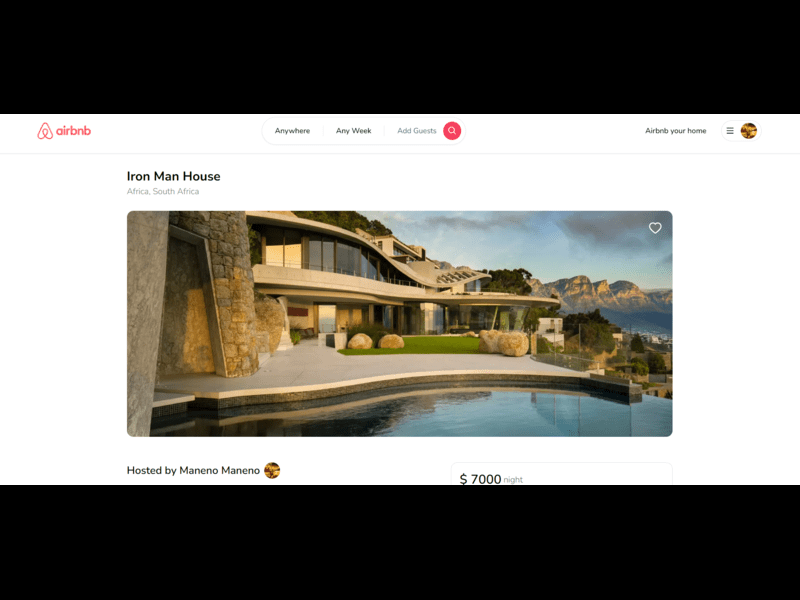 airbnb
Anywhere
Any Week
Add Guests
Airbnb your home
Iron Man House
Africa, South Africa
Hosted by Maneno Maneno
$ 7000 night